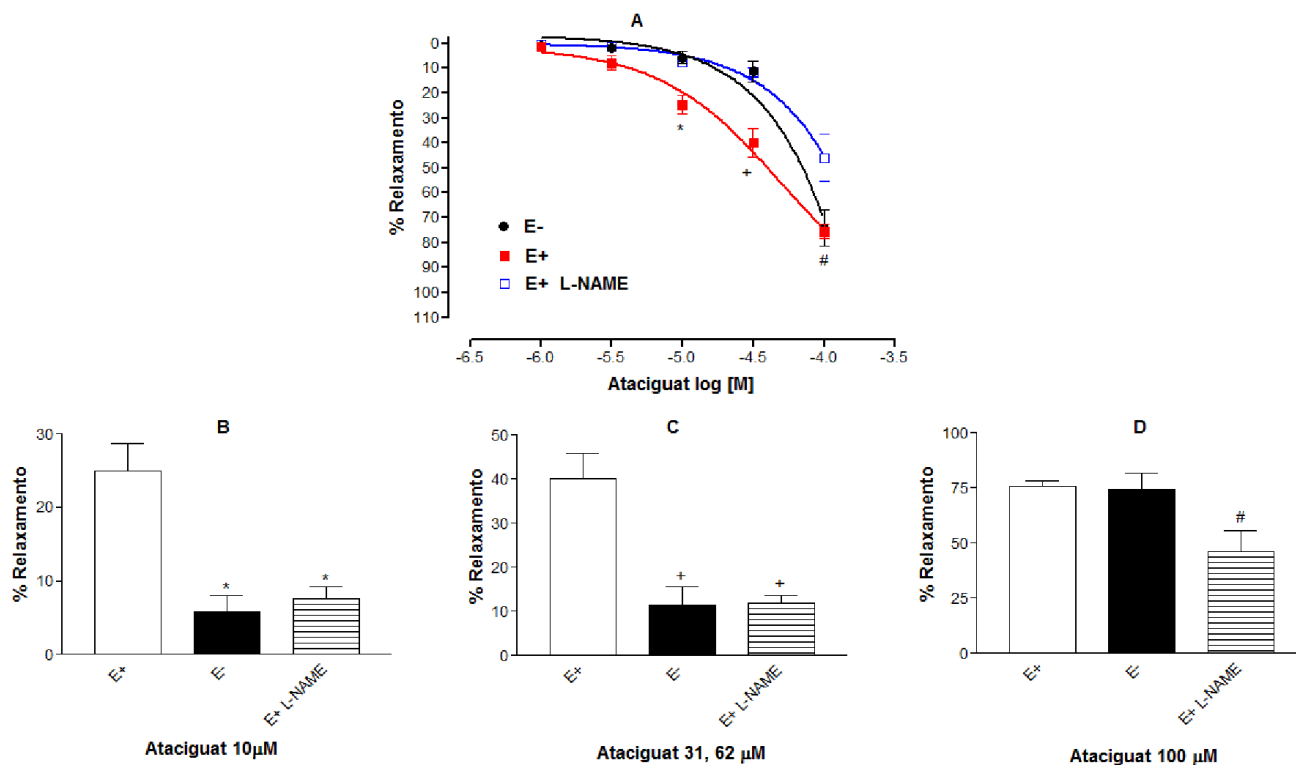 A
% Relaxamento
0
10
20
30
40
50
60
70
80
90
100
110
*
+
#
E-
E+
E+ L-NAME
-6.5 -6.0 -5.5 -5.0 -4.5 -4.0 -3.5
Ataciguat log [M]
B
% Relaxamento
30
20
10
0
* *
E+ E- E+ L-NAME
Ataciguat 10µM
C
% Relaxamento
50
40
30
20
10
0
+ +
E+ E- E+ L-NAME
Ataciguat 31, 62 µM
D
% Relaxamento
100
75
50
25
0
#
E+ E- E+ L-NAME
Ataciguat 100 µM